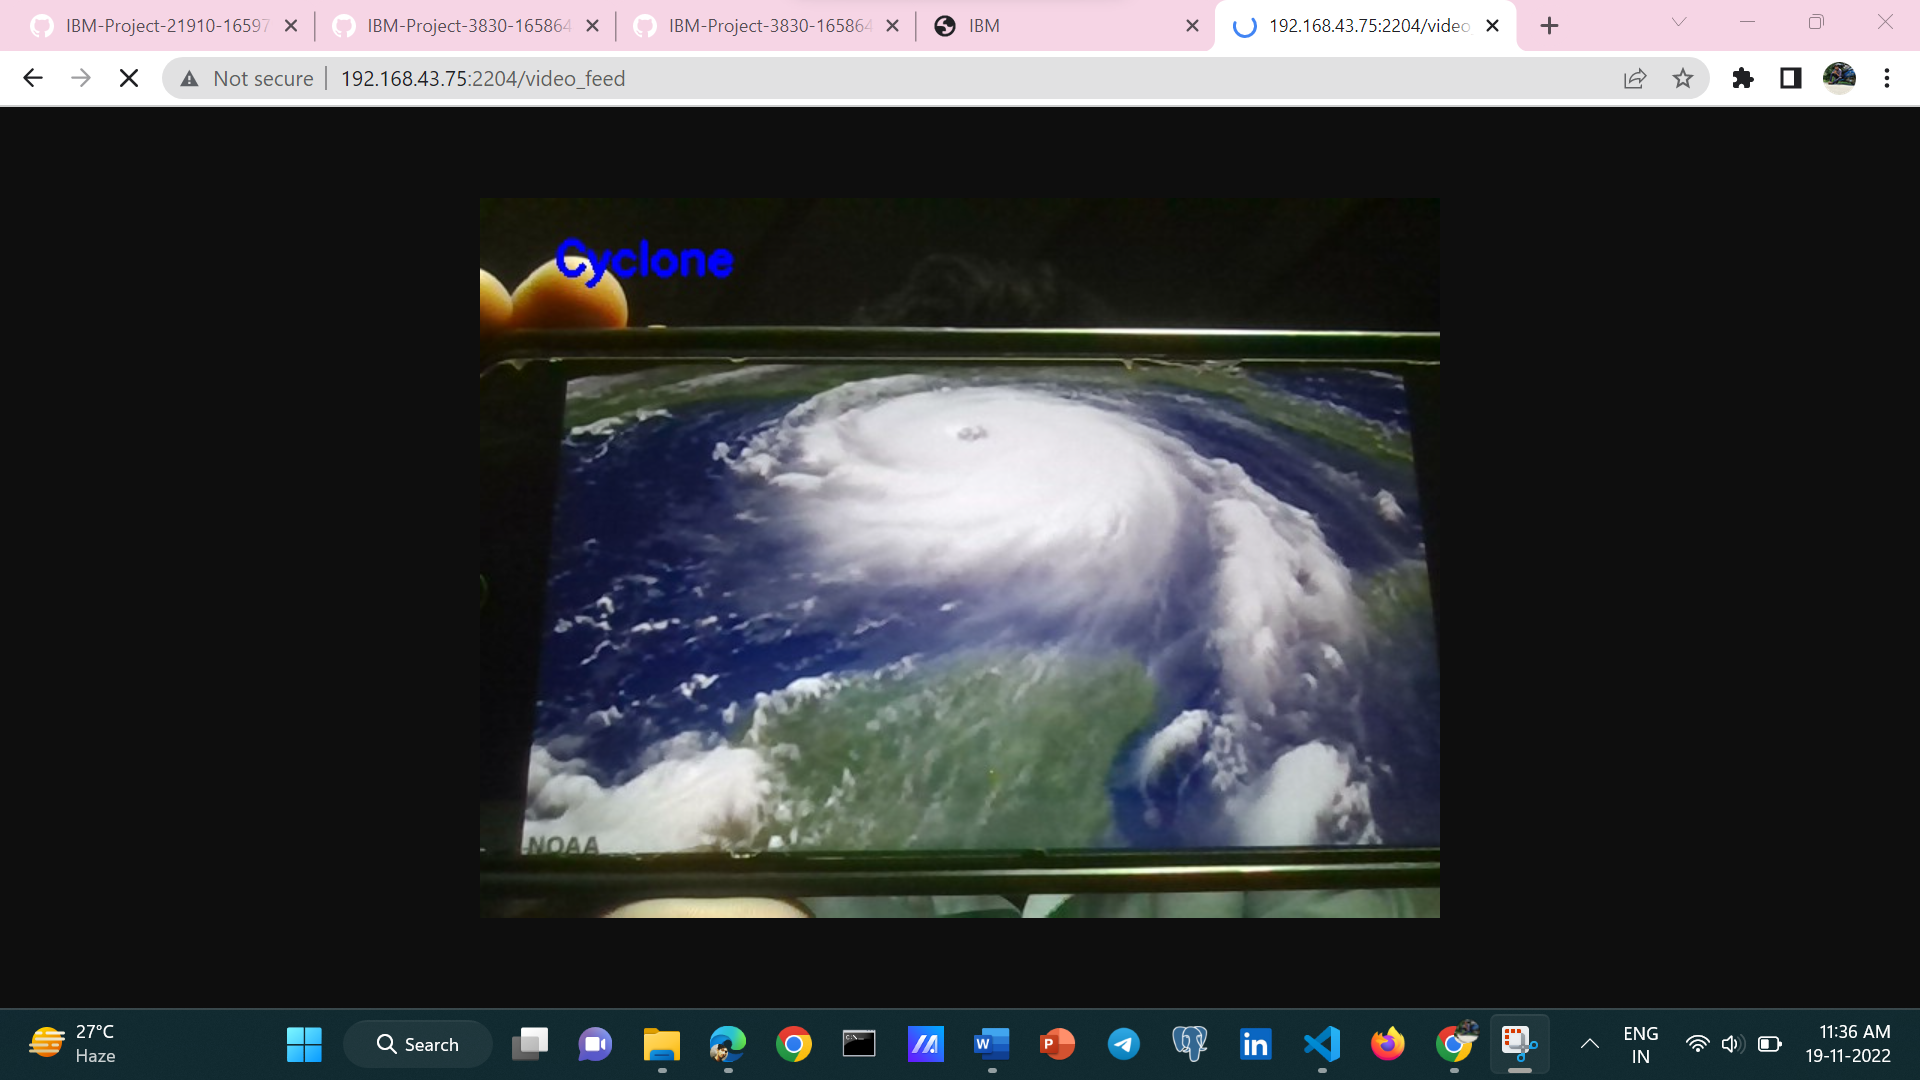 IBM-Project-21910-16597
IBM-Project-3830-165864
IBM-Project-3830-165864
IBM
192.168.43.75:2204/video_
Not secure
192.168.43.75:2204/video_feed
Cyclone
NOAA
27°C
Haze
Search
ENG
IN
11:36 AM
19-11-2022